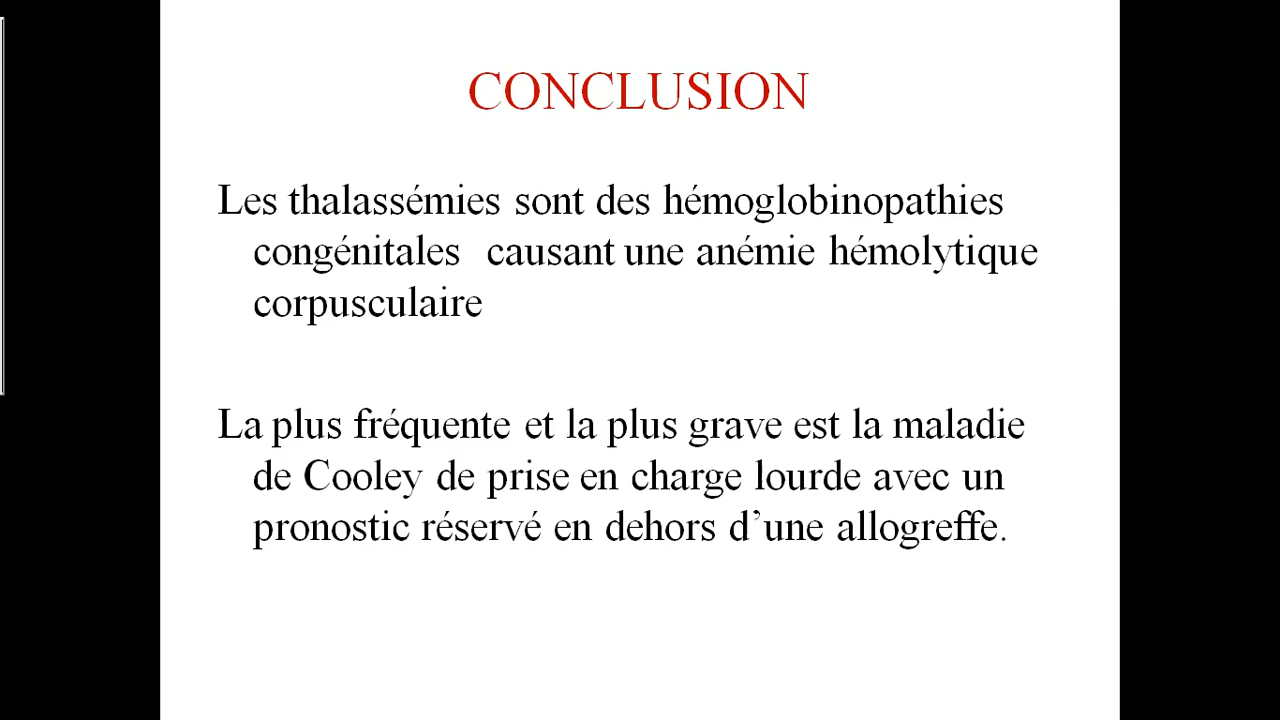 CONCLUSION
Les thalassémies sont des hémoglobinopathies
congénitales causant une anémie hémolytique
corpusculaire
La plus fréquente et la plus grave est la maladie
de Cooley de prise en charge lourde avec un
pronostic réservé en dehors d’une allogreffe.